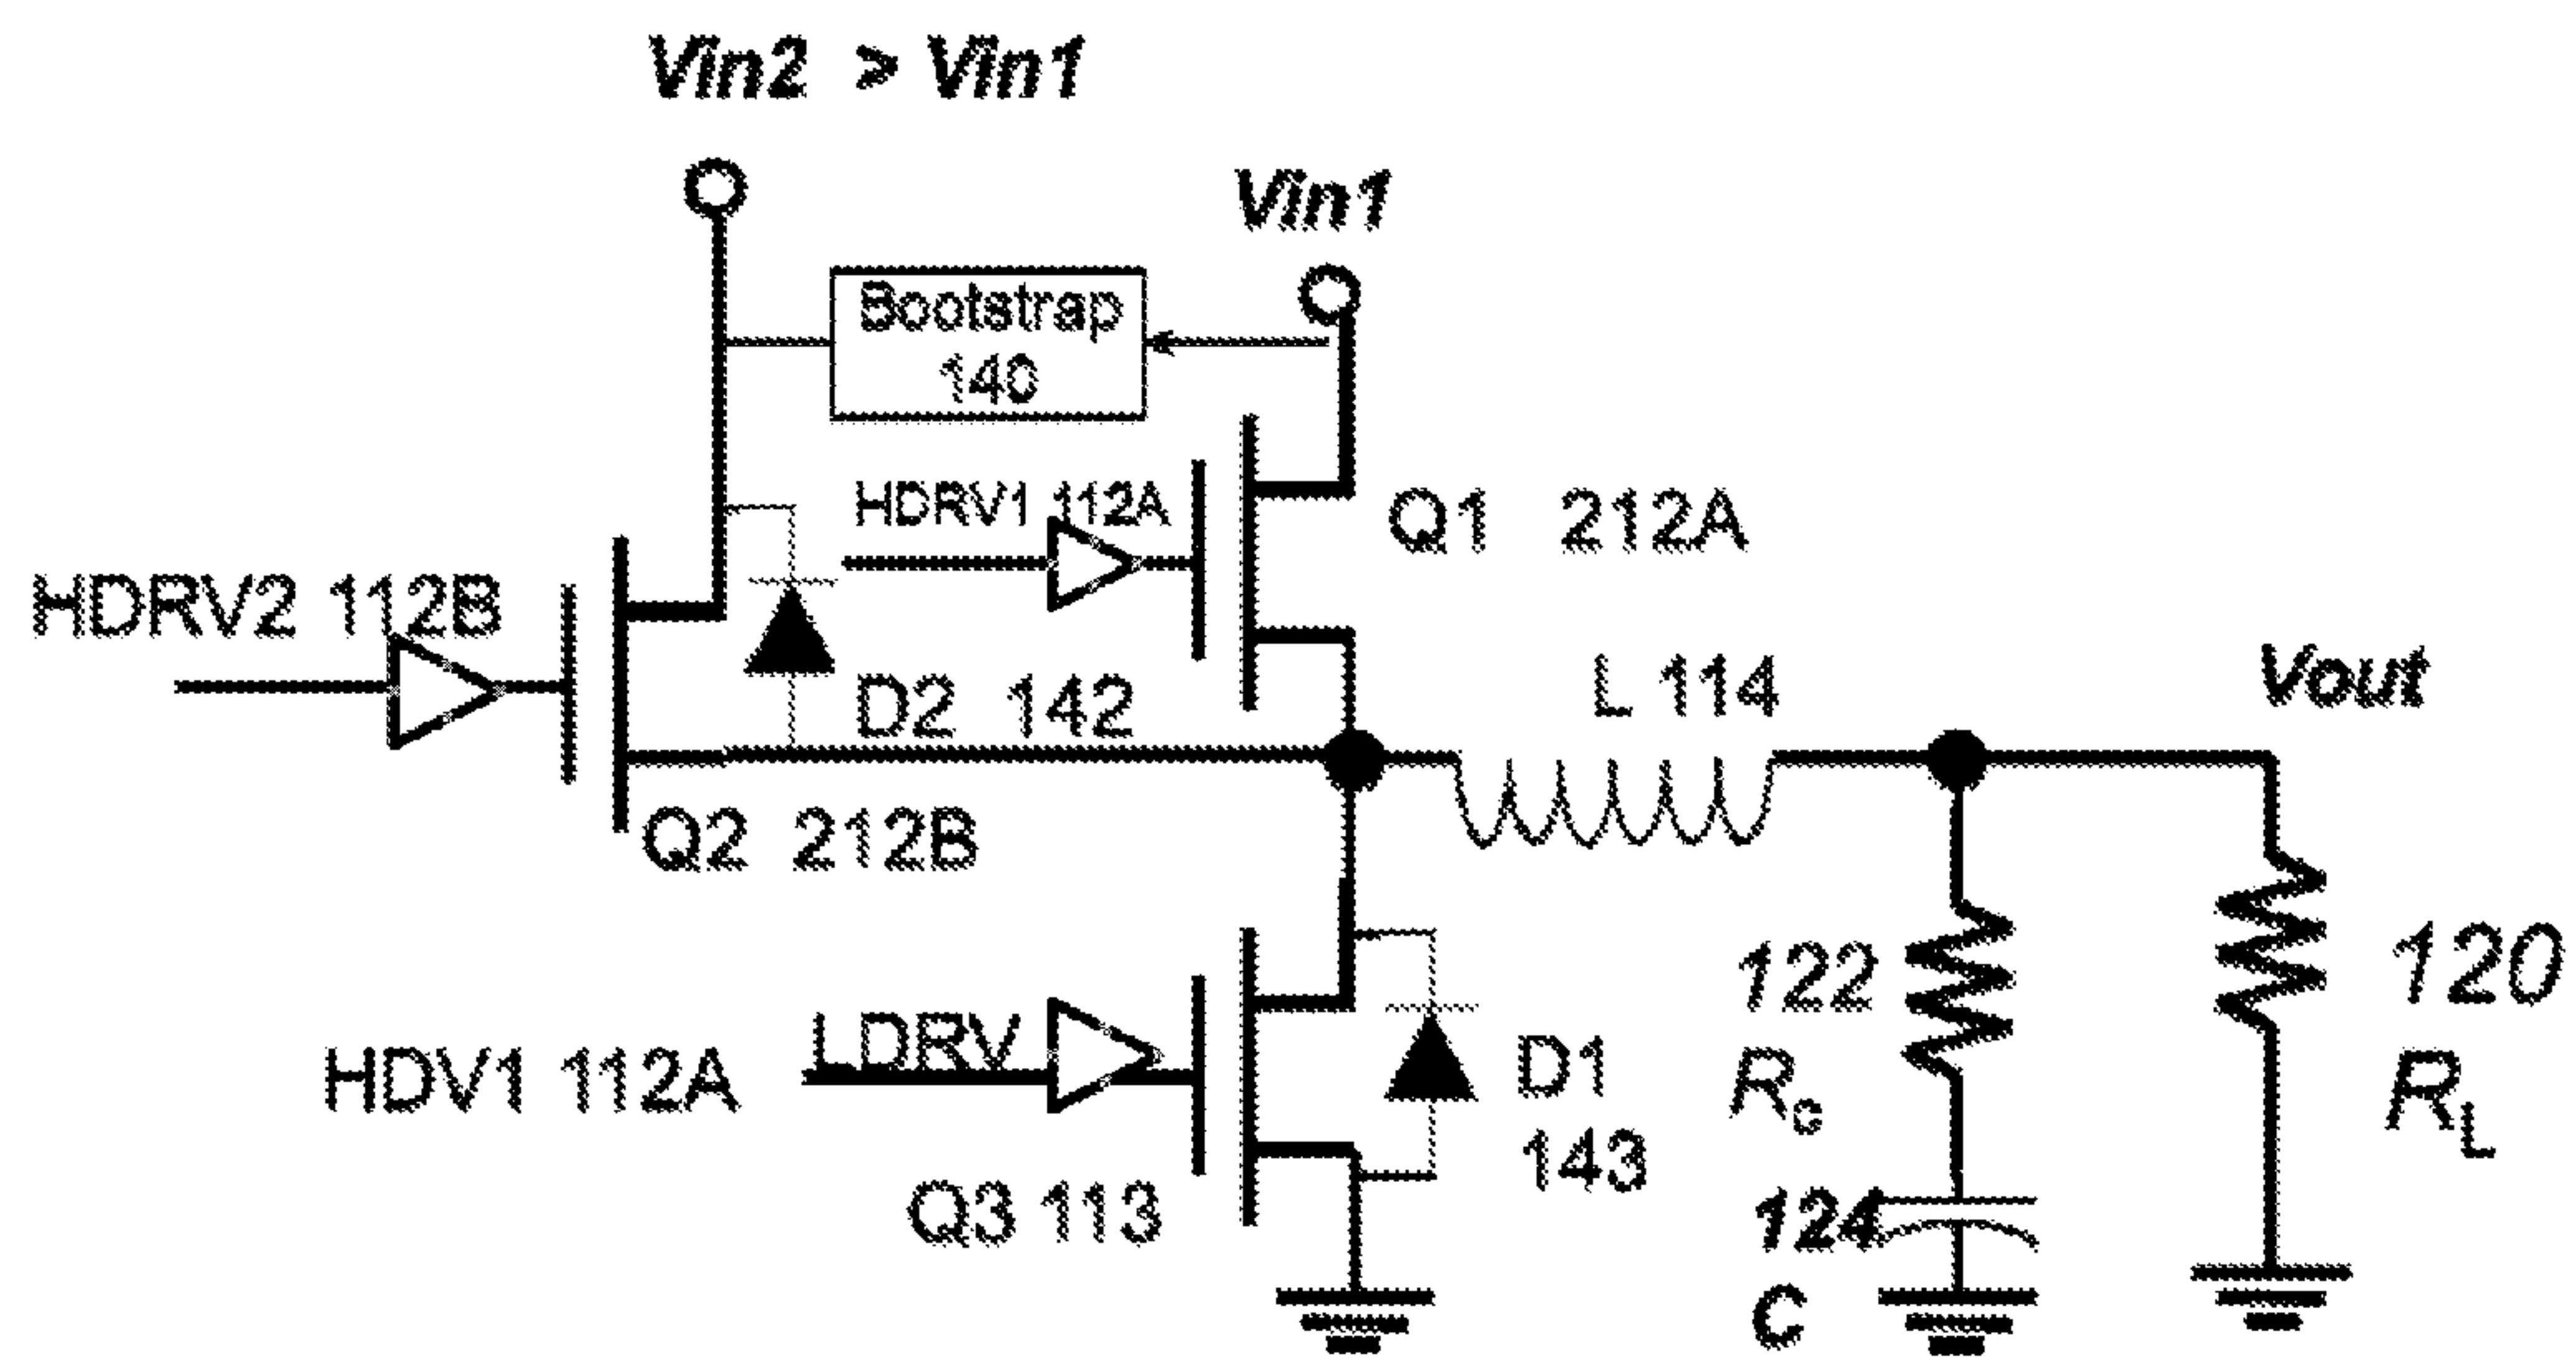 Vin2 > Vin1
Vin1
Bootstrap
140
HDRV1 112A
Q1 212A
HDRV2 112B
D2 142
L 114
Vout
Q2 212B
LDRV
HDV1 112A
D1
143
Q3 113
122
Rc
124
C
120
RL